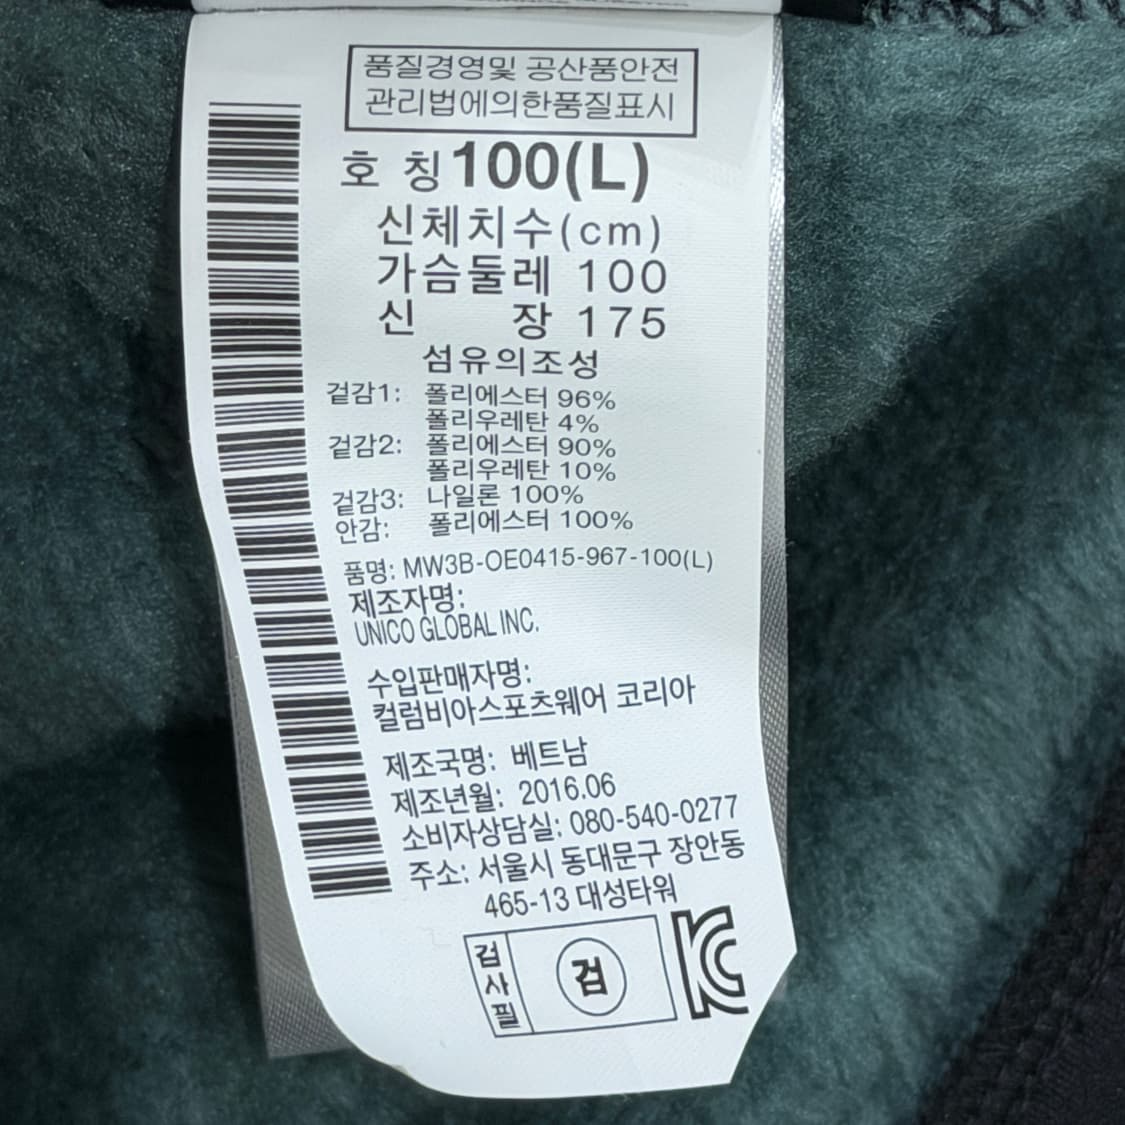 품질경영및 공산품안전
관리법에의한품질표시
호 칭 100(L)
신체치수(cm)
가슴둘레 100
신 장 175
섬유의조성
겉감1: 폴리에스터 96%
폴리우레탄 4%
겉감2: 폴리에스터 90%
폴리우레탄 10%
겉감3: 나일론 100%
안감: 폴리에스터 100%
품명: MW3B-OE0415-967-100(L)
제조자명:
UNICO GLOBAL INC.
수입판매자명:
컬럼비아스포츠웨어 코리아
제조국명: 베트남
제조년월: 2016.06
소비자상담실: 080-540-0277
주소: 서울시 동대문구 장안동
465-13 대성타워
검사필
검